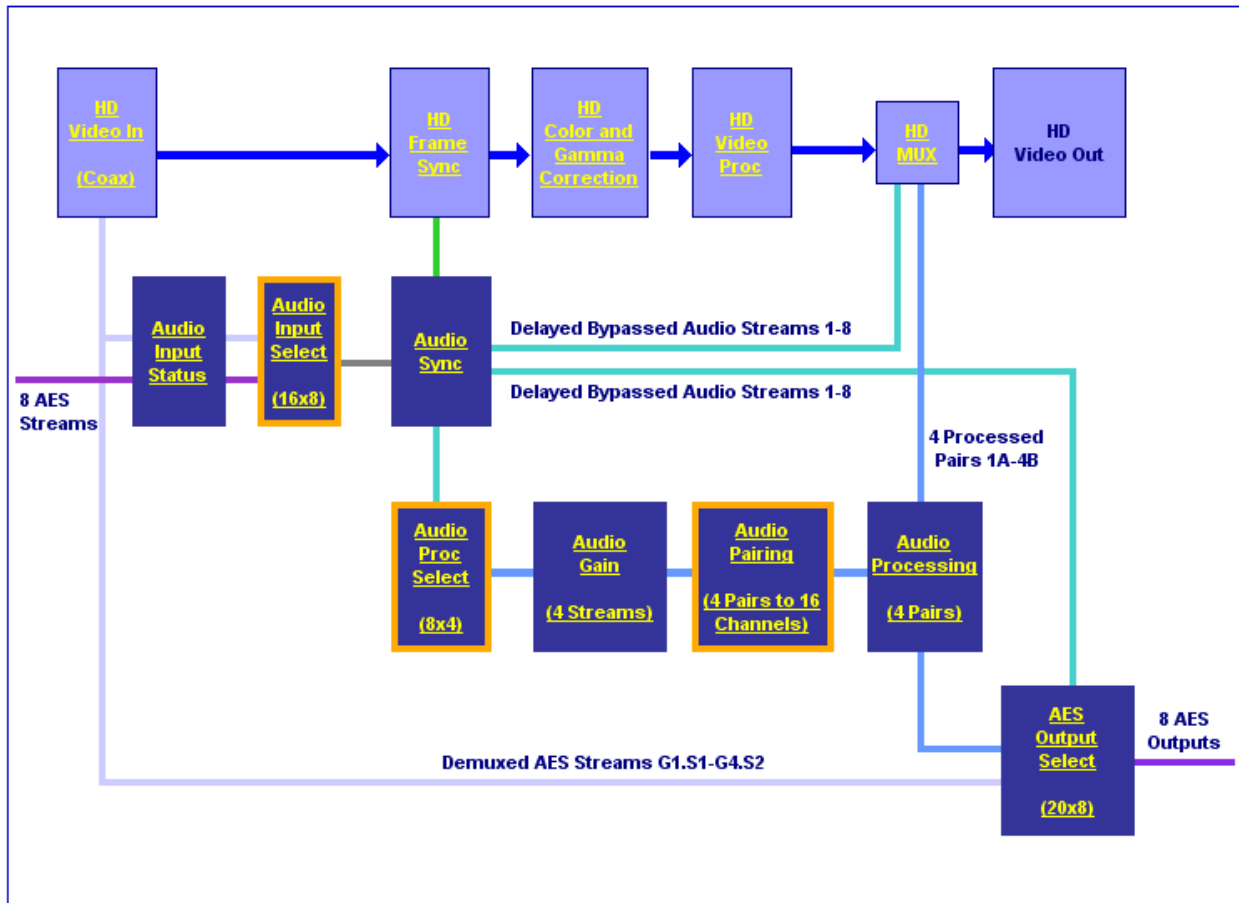 HD
Video In
(Coax)
HD
Frame
Sync
HD
Color and
Gamma
Correction
HD
Video
Proc
HD
MUX
HD
Video Out
Audio
Input
Status
Audio
Input
Select
(16x8)
Audio
Sync
Delayed Bypassed Audio Streams 1-8
Delayed Bypassed Audio Streams 1-8
8 AES
Streams
4 Processed
Pairs 1A-4B
Audio
Proc
Select
(8x4)
Audio
Gain
(4 Streams)
Audio
Pairing
(4 Pairs to 16
Channels)
Audio
Processing
(4 Pairs)
AES
Output
Select
(20x8)
8 AES
Outputs
Demuxed AES Streams G1.S1-G4.S2